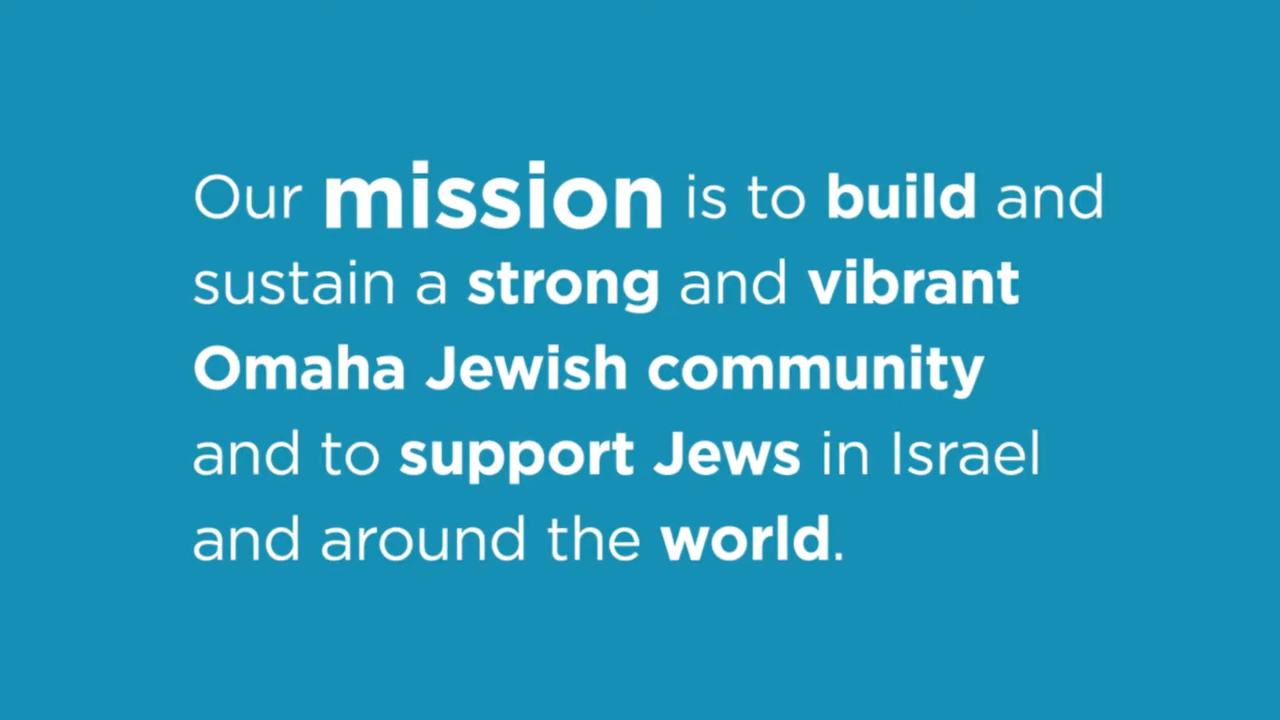 Our mission is to build and
sustain a strong and vibrant
Omaha Jewish community
and to support Jews in Israel
and around the world.